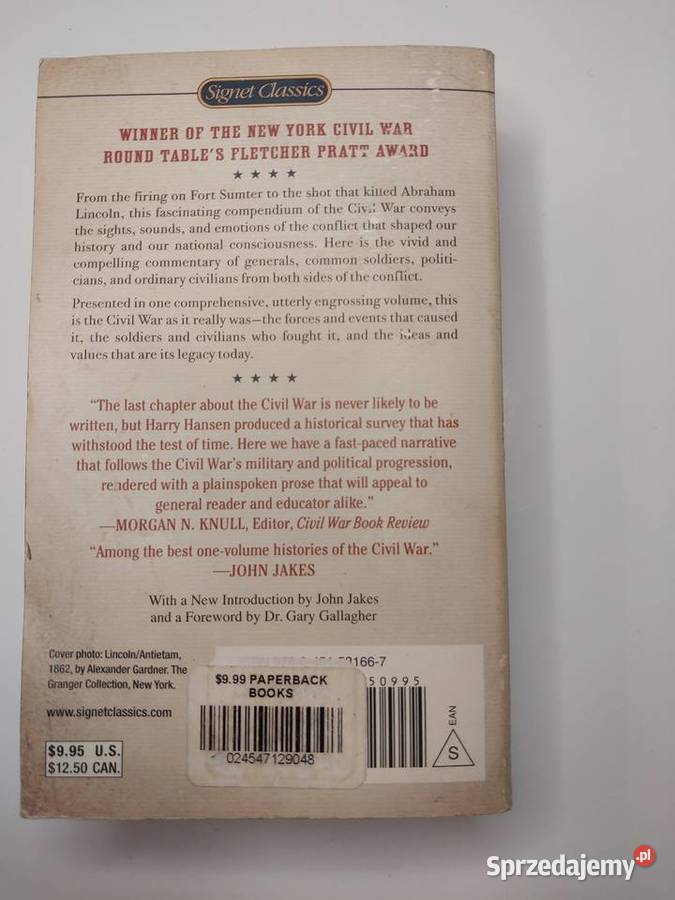 Signet Classics
WINNER OF THE NEW YORK CIVIL WAR
ROUND TABLE'S FLETCHER PRATT AWARD
★ ★ ★ ★
From the firing on Fort Sumter to the shot that killed Abraham
Lincoln, this fascinating compendium of the Civil War conveys
the sights, sounds, and emotions of the conflict that shaped our
history and our national consciousness. Here is the vivid and
compelling commentary of generals, common soldiers, politi-
cians, and ordinary civilians from both sides of the conflict.
Presented in one comprehensive, utterly engrossing volume, this
is the Civil War as it really was—the forces and events that caused
it, the soldiers and civilians who fought it, and the ideas and
values that are its legacy today.
★ ★ ★ ★
"The last chapter about the Civil War is never likely to be
written, but Harry Hansen produced a historical survey that has
withstood the test of time. Here we have a fast-paced narrative
that follows the Civil War's military and political progression,
rendered with a plainspoken prose that will appeal to
general reader and educator alike."
—MORGAN N. KNULL, Editor, Civil War Book Review
"Among the best one-volume histories of the Civil War."
—JOHN JAKES
With a New Introduction by John Jakes
and a Foreword by Dr. Gary Gallagher
Cover photo: Lincoln/Antietam,
1862, by Alexander Gardner. The
Granger Collection, New York.
www.signetclassics.com
$9.95 U.S.
$12.50 CAN.
$9.99 PAPERBACK
BOOKS
024547129048
166-7
50995
EAN
S
Sprzedajemy.pl